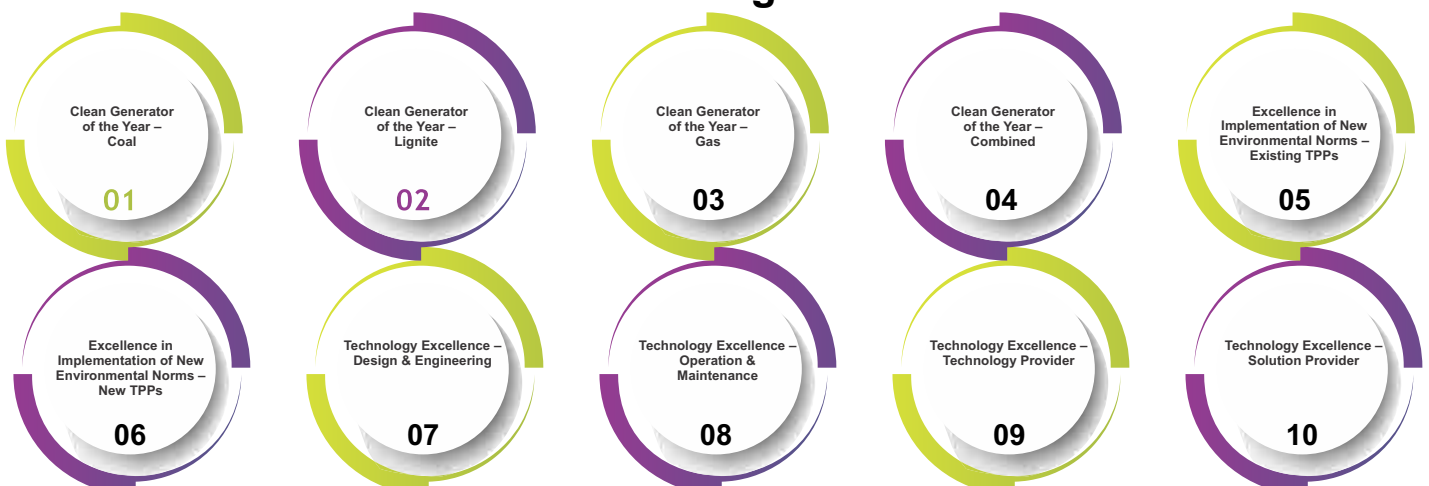 Clean Generator
of the Year –
Coal
01
Clean Generator
of the Year –
Lignite
02
Clean Generator
of the Year –
Gas
03
Clean Generator
of the Year –
Combined
04
Excellence in
Implementation of New
Environmental Norms –
Existing TPPs
05
Excellence in
Implementation of New
Environmental Norms –
New TPPs
06
Technology Excellence –
Design & Engineering
07
Technology Excellence –
Operation &
Maintenance
08
Technology Excellence –
Technology Provider
09
Technology Excellence –
Solution Provider
10